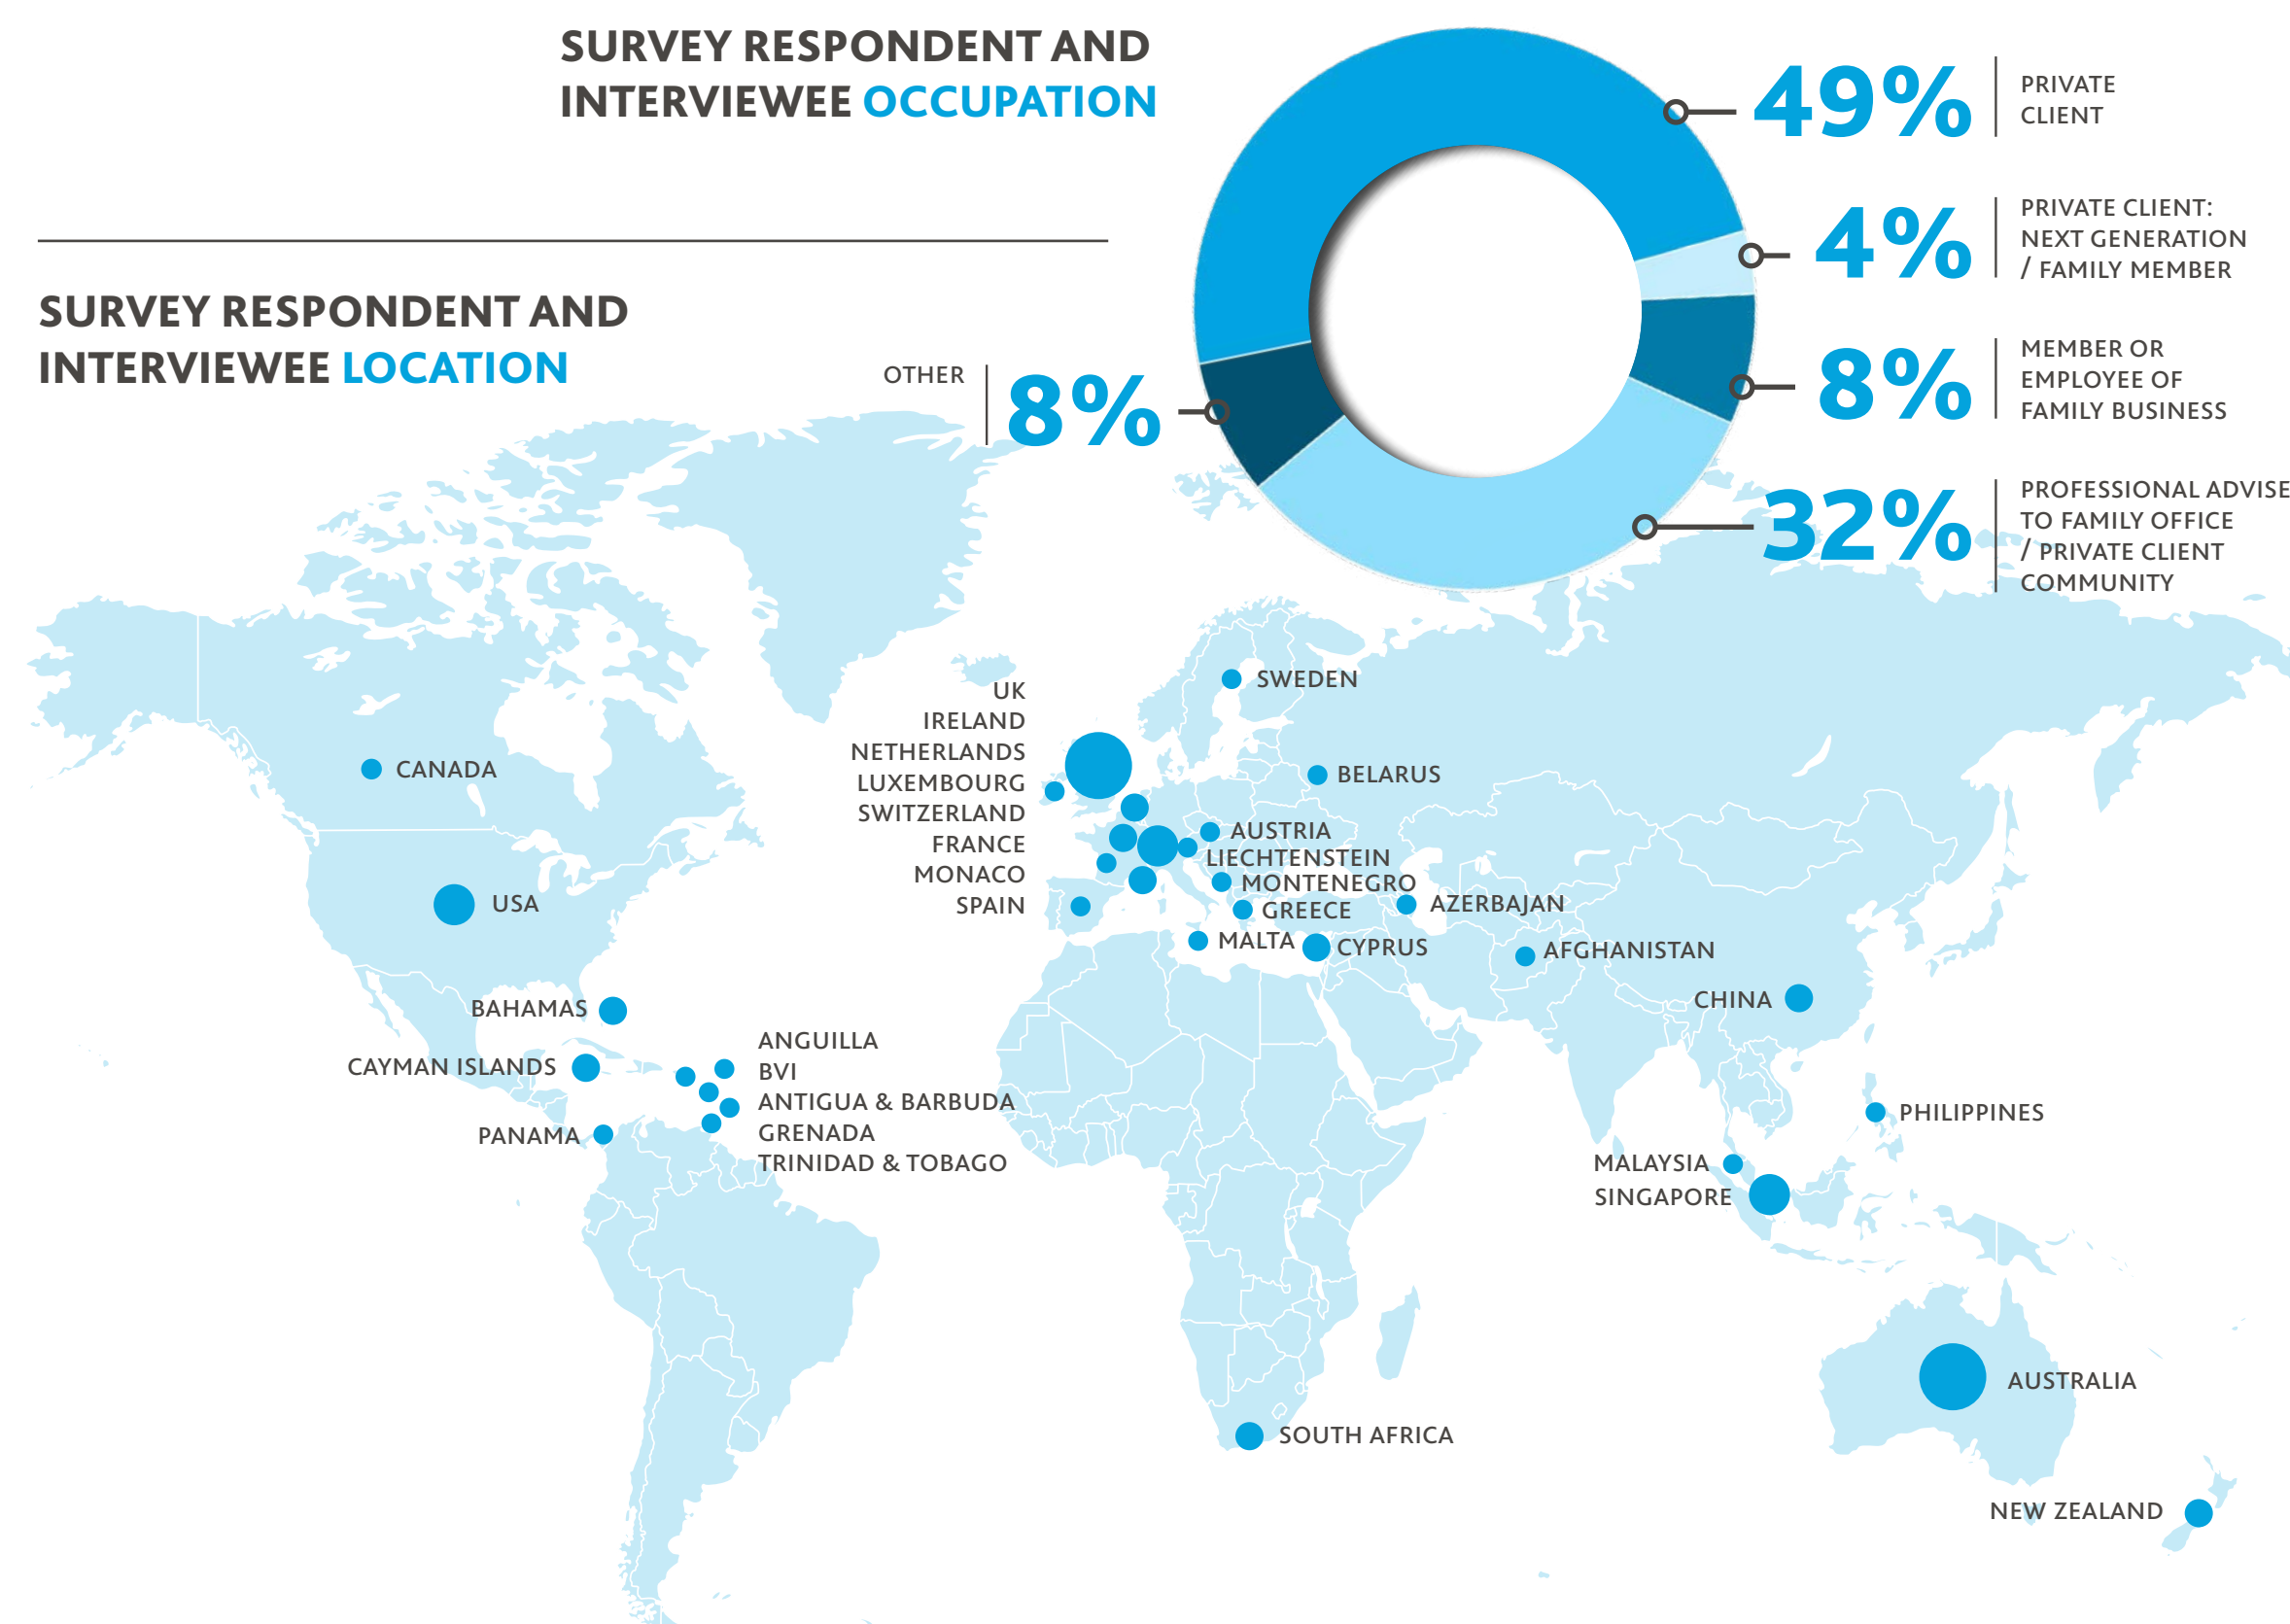 SURVEY RESPONDENT AND
INTERVIEWEE OCCUPATION
49%
PRIVATE
CLIENT
4%
PRIVATE CLIENT:
NEXT GENERATION
/ FAMILY MEMBER
8%
MEMBER OR
EMPLOYEE OF
FAMILY BUSINESS
32%
PROFESSIONAL ADVISE
TO FAMILY OFFICE
/ PRIVATE CLIENT
COMMUNITY
OTHER
8%
SURVEY RESPONDENT AND
INTERVIEWEE LOCATION
CANADA
USA
BAHAMAS
CAYMAN ISLANDS
PANAMA
ANGUILLA
BVI
ANTIGUA & BARBUDA
GRENADA
TRINIDAD & TOBAGO
UK
IRELAND
NETHERLANDS
LUXEMBOURG
SWITZERLAND
FRANCE
MONACO
SPAIN
SWEDEN
BELARUS
AUSTRIA
LIECHTENSTEIN
MONTENEGRO
GREECE
MALTA
CYPRUS
AZERBAJAN
AFGHANISTAN
CHINA
PHILIPPINES
MALAYSIA
SINGAPORE
AUSTRALIA
SOUTH AFRICA
NEW ZEALAND